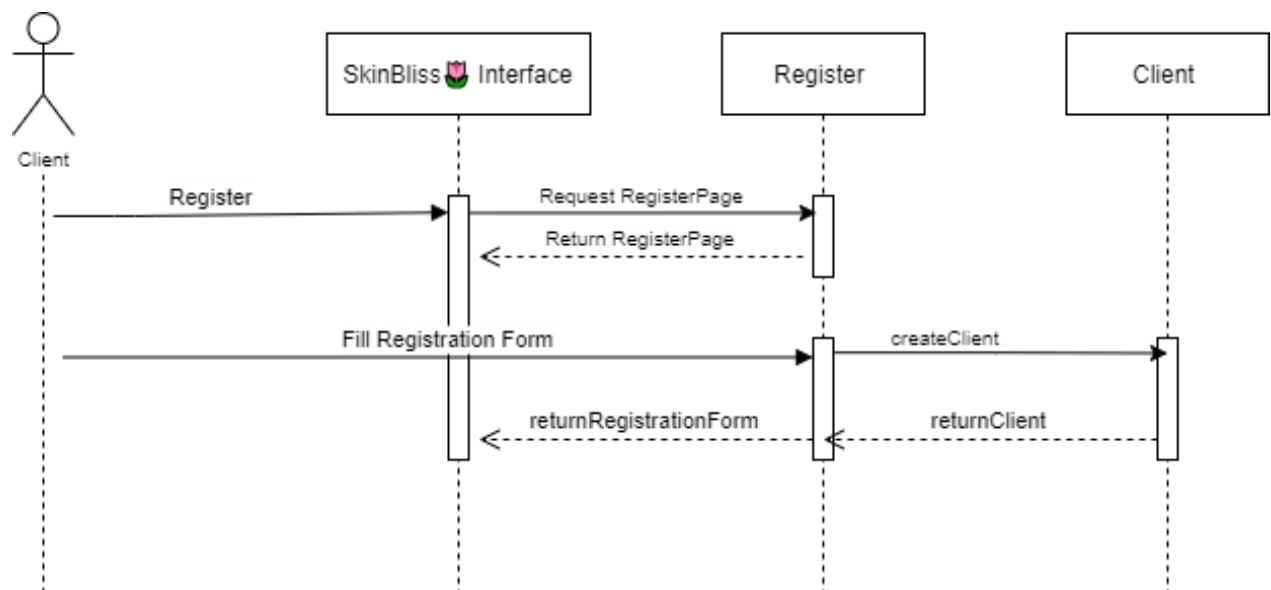 SkinBliss🌷 Interface
Register
Client
Client
Register
Request RegisterPage
Return RegisterPage
Fill Registration Form
createClient
returnRegistrationForm
returnClient